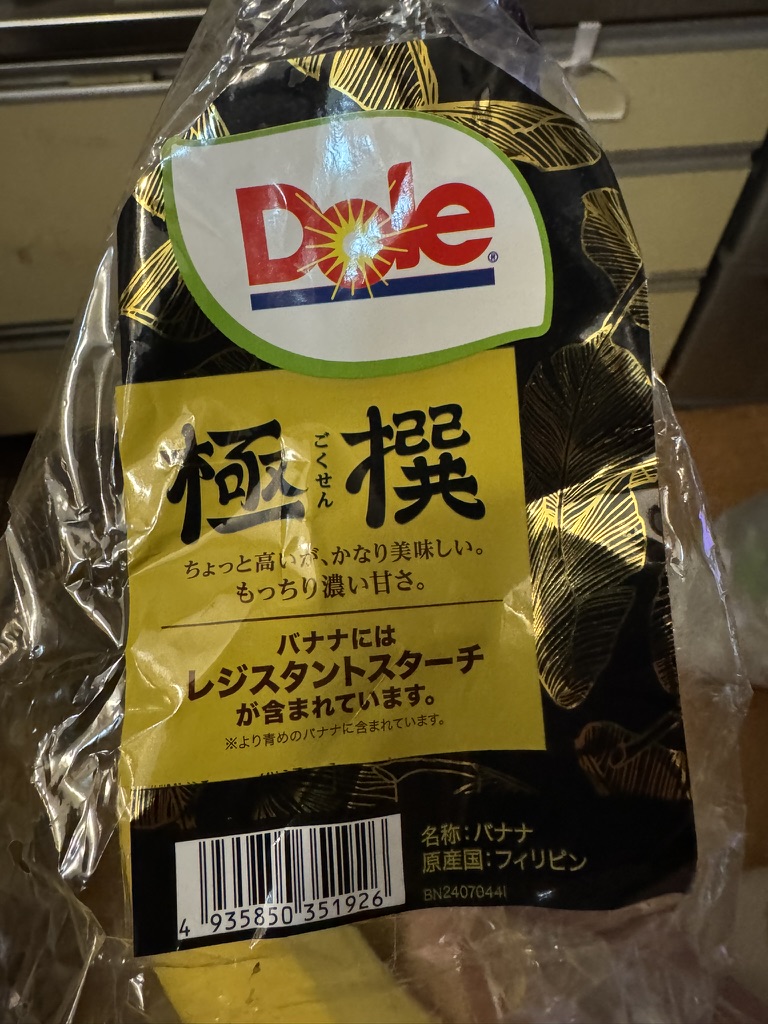 Dole®
極撰
ごくせん
ちょっと高いが、かなり美味しい。
もっちり濃い甘さ。
バナナには
レジスタントスターチ
が含まれています。
※より青めのバナナに含まれています。
名称：バナナ
原産国：フィリピン
BN24070441
4 935850 351926